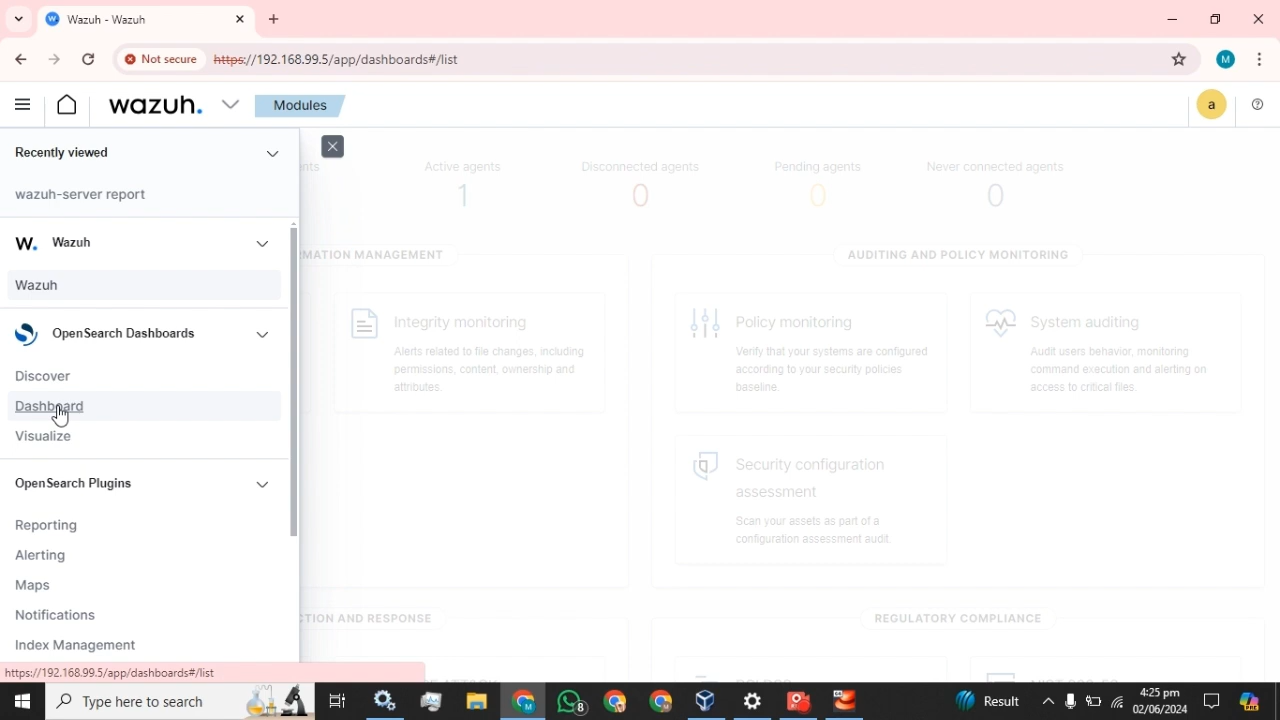 Wazuh - Wazuh
Not secure
https://192.168.99.5/app/dashboards#/list
M
wazuh.
Modules
a
Recently viewed
wazuh-server report
W. Wazuh
Wazuh
OpenSearch Dashboards
Discover
Dashboard
Visualize
OpenSearch Plugins
Reporting
Alerting
Maps
Notifications
Index Management
https://192.168.99.5/app/dashboards#/list
ents
Active agents
1
Disconnected agents
0
Pending agents
0
Never connected agents
0
RMATION MANAGEMENT
Integrity monitoring
Alerts related to file changes, including
permissions, content, ownership and
attributes.
AUDITING AND POLICY MONITORING
Policy monitoring
Verify that your systems are configured
according to your security policies
baseline.
System auditing
Audit users behavior, monitoring
command execution and alerting on
access to critical files.
Security configuration
assessment
Scan your assets as part of a
configuration assessment audit.
CTION AND RESPONSE
REGULATORY COMPLIANCE
Type here to search
8
Result
4:25 pm
02/06/2024